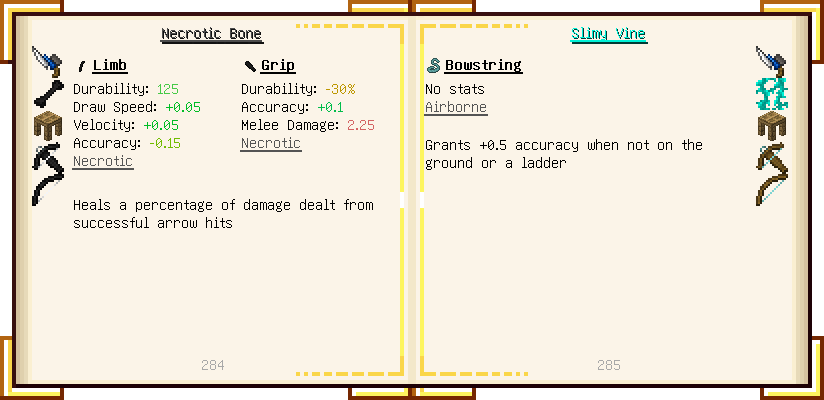 Necrotic Bone
Limb
Durability: 125
Draw Speed: +0.05
Velocity: +0.05
Accuracy: -0.15
Necrotic
Grip
Durability: -30%
Accuracy: +0.1
Melee Damage: 2.25
Necrotic
Heals a percentage of damage dealt from
successful arrow hits
284
Slimy Vine
Bowstring
No stats
Airborne
Grants +0.5 accuracy when not on the
ground or a ladder
285